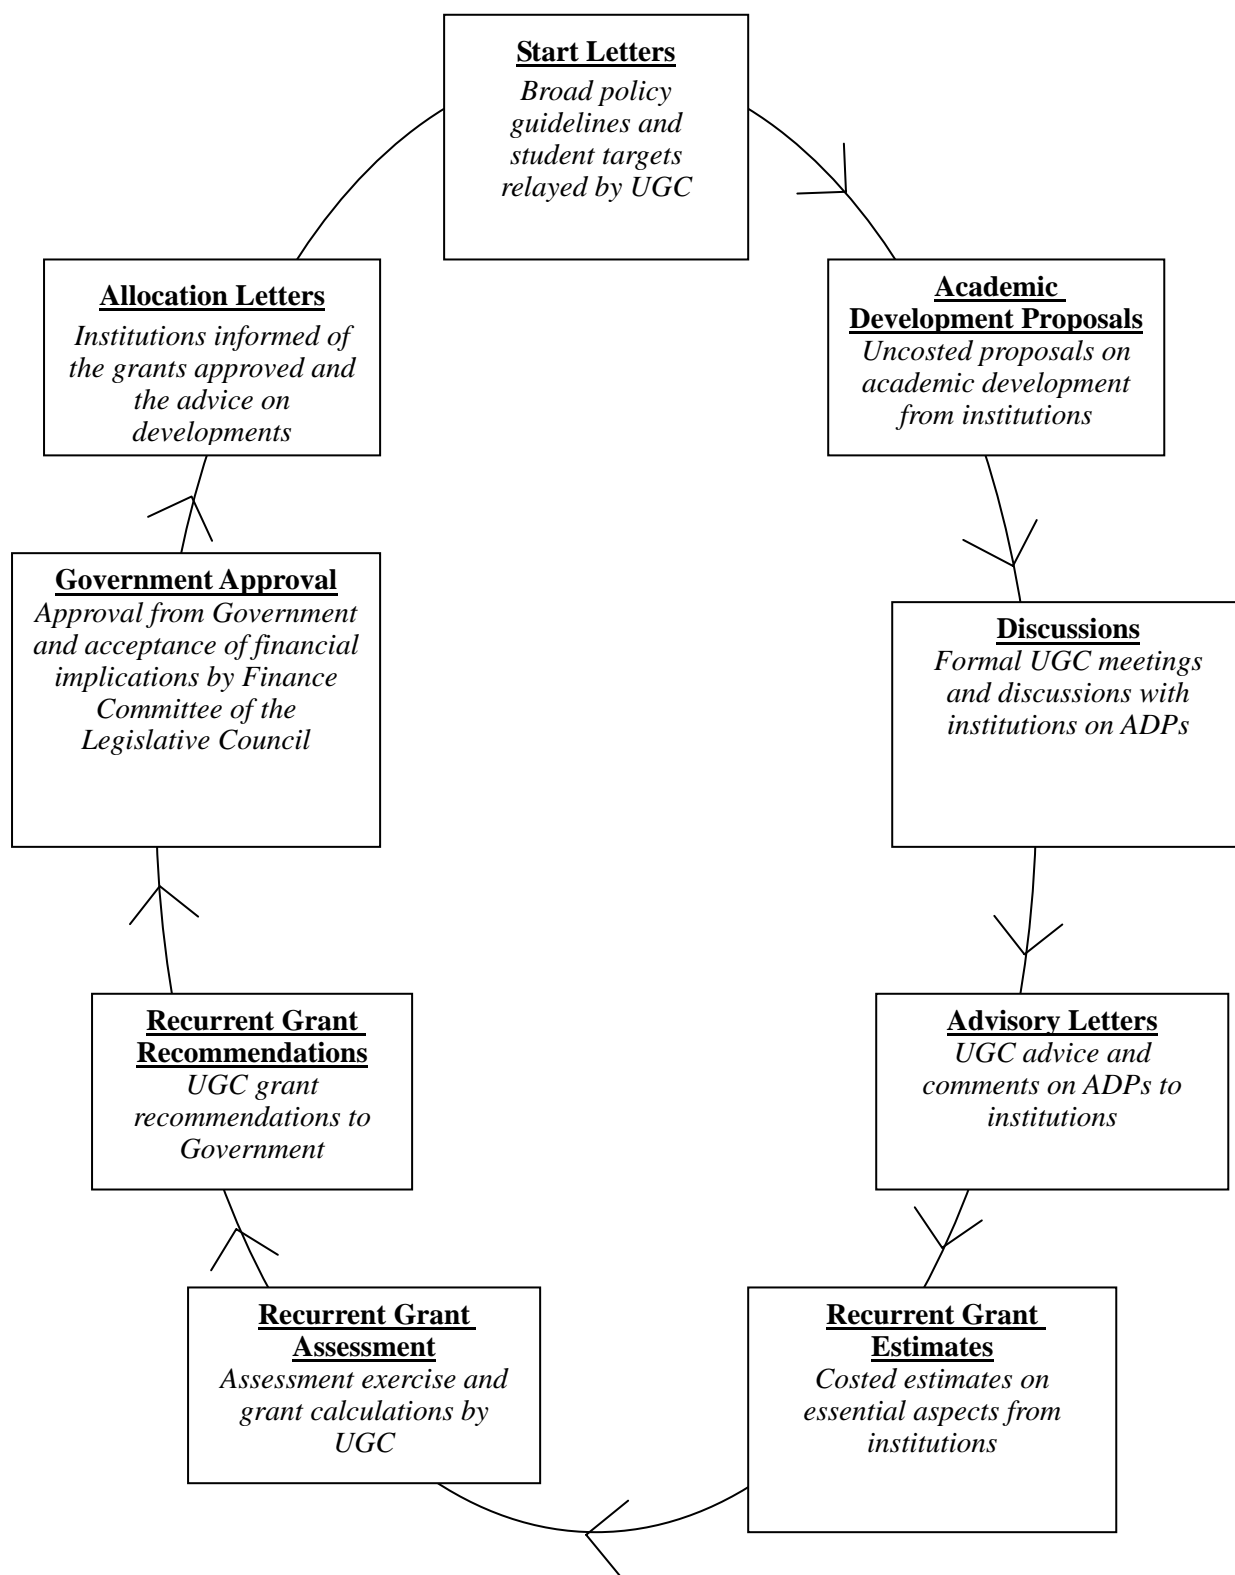 Start Letters
Broad policy
guidelines and
student targets
relayed by UGC
Academic
Development Proposals
Uncosted proposals on
academic development
from institutions
Discussions
Formal UGC meetings
and discussions with
institutions on ADPs
Advisory Letters
UGC advice and
comments on ADPs to
institutions
Recurrent Grant
Estimates
Costed estimates on
essential aspects from
institutions
Recurrent Grant
Assessment
Assessment exercise and
grant calculations by
UGC
Recurrent Grant
Recommendations
UGC grant
recommendations to
Government
Government Approval
Approval from Government
and acceptance of financial
implications by Finance
Committee of the
Legislative Council
Allocation Letters
Institutions informed of
the grants approved and
the advice on
developments